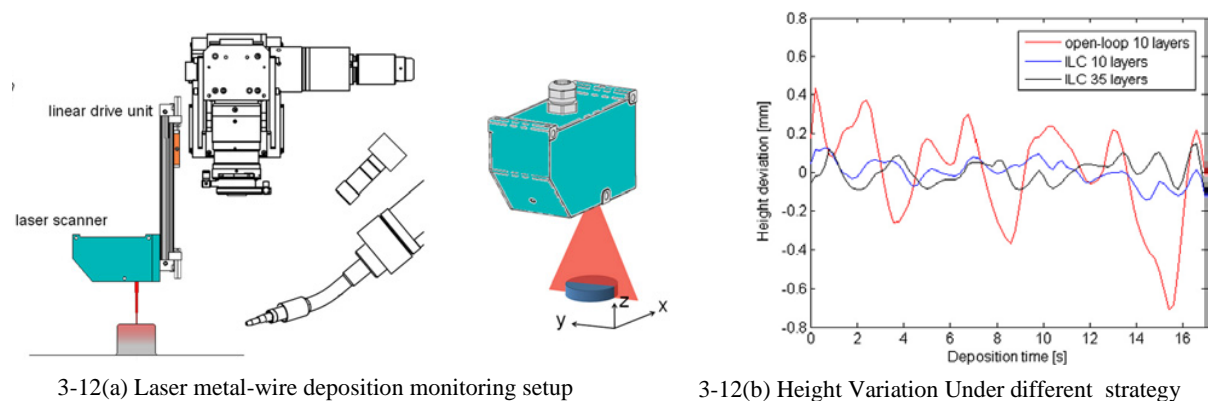 linear drive unit
laser scanner
z
x
y
0.8
0.6
0.4
0.2
0
-0.2
-0.4
-0.6
-0.8
Height deviation [mm]
open-loop 10 layers
ILC 10 layers
ILC 35 layers
0 2 4 6 8 10 12 14 16
Deposition time [s]
3-12(a) Laser metal-wire deposition monitoring setup
3-12(b) Height Variation Under different strategy